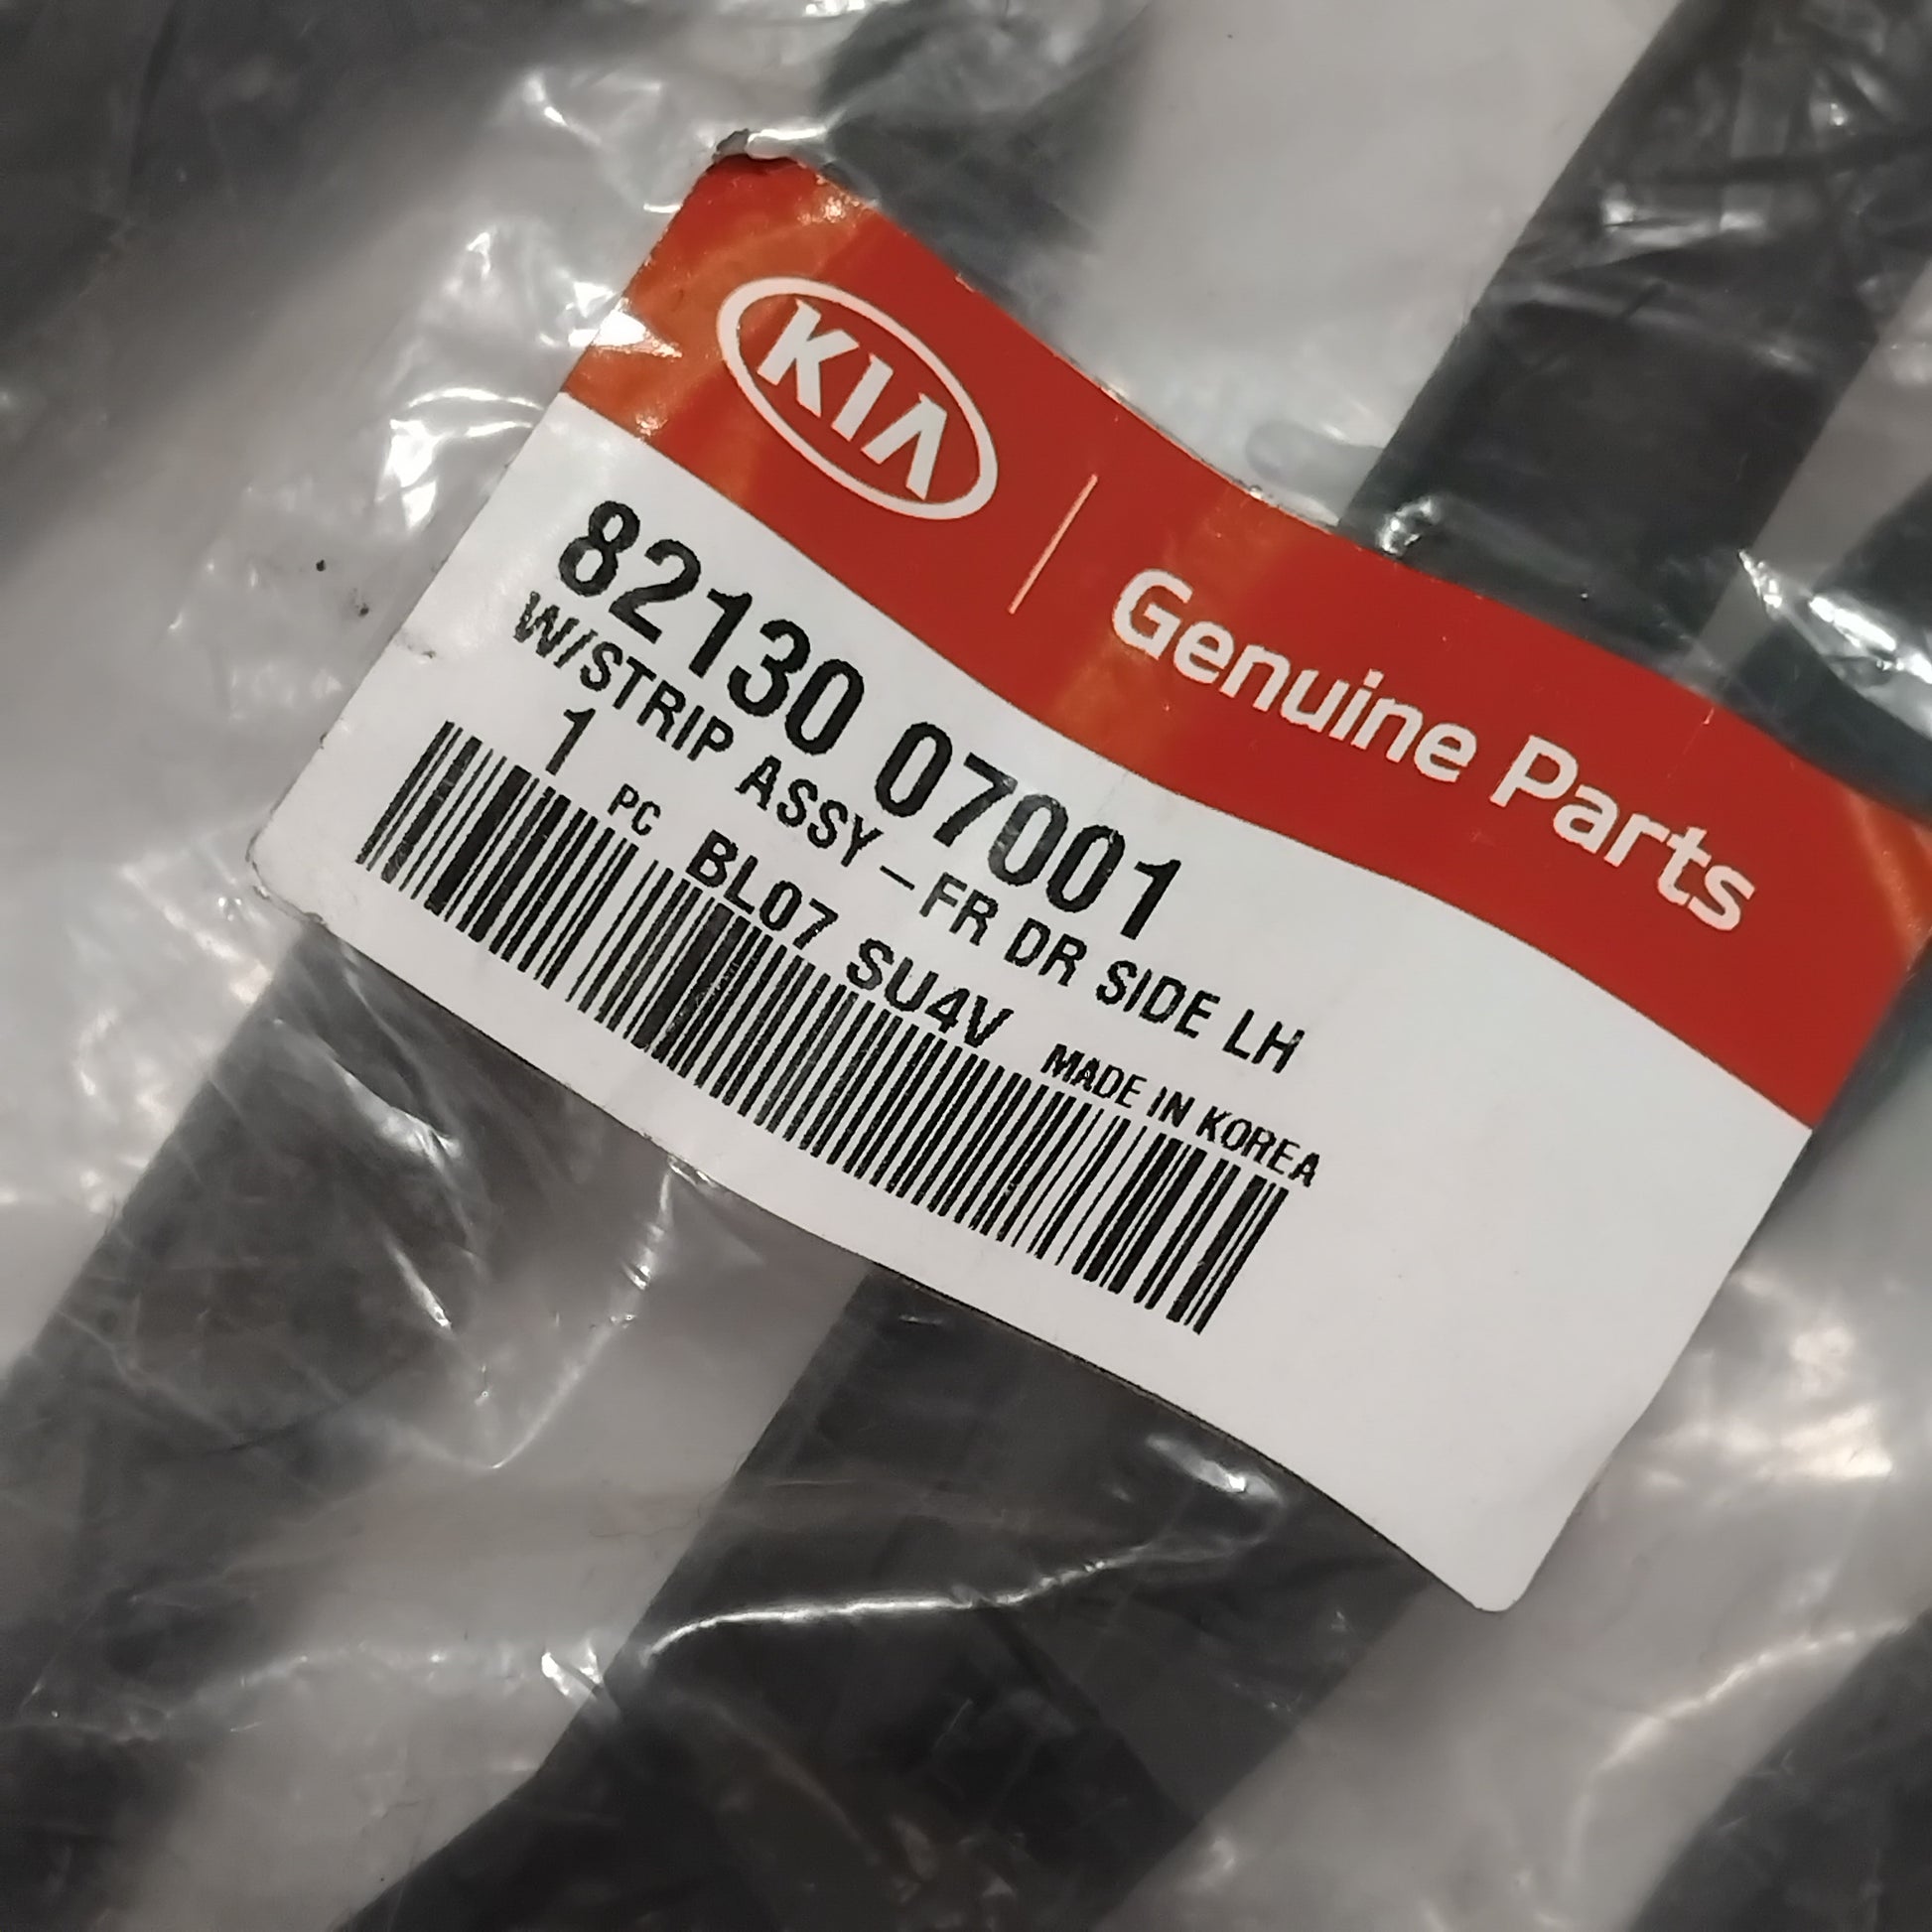 KIA | Genuine Parts
82130 07001
W/STRIP ASSY-FR DR SIDE LH
1 PC BL07 SU4V MADE IN KOREA